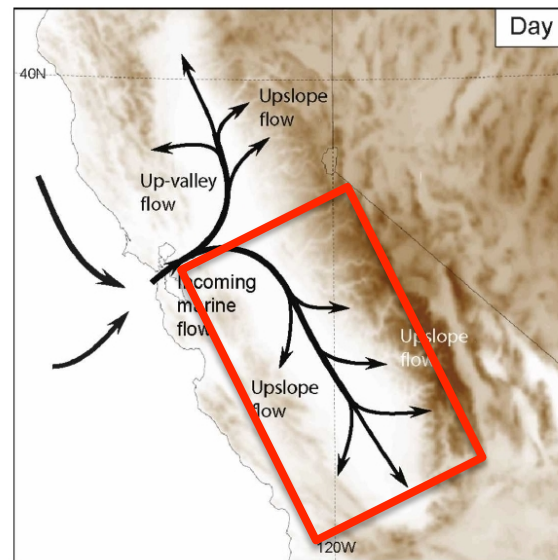 Day
40N
Upslope
flow
Up-valley
flow
Incoming
marine
flow
Upslope
flow
Upslope
flow
120W